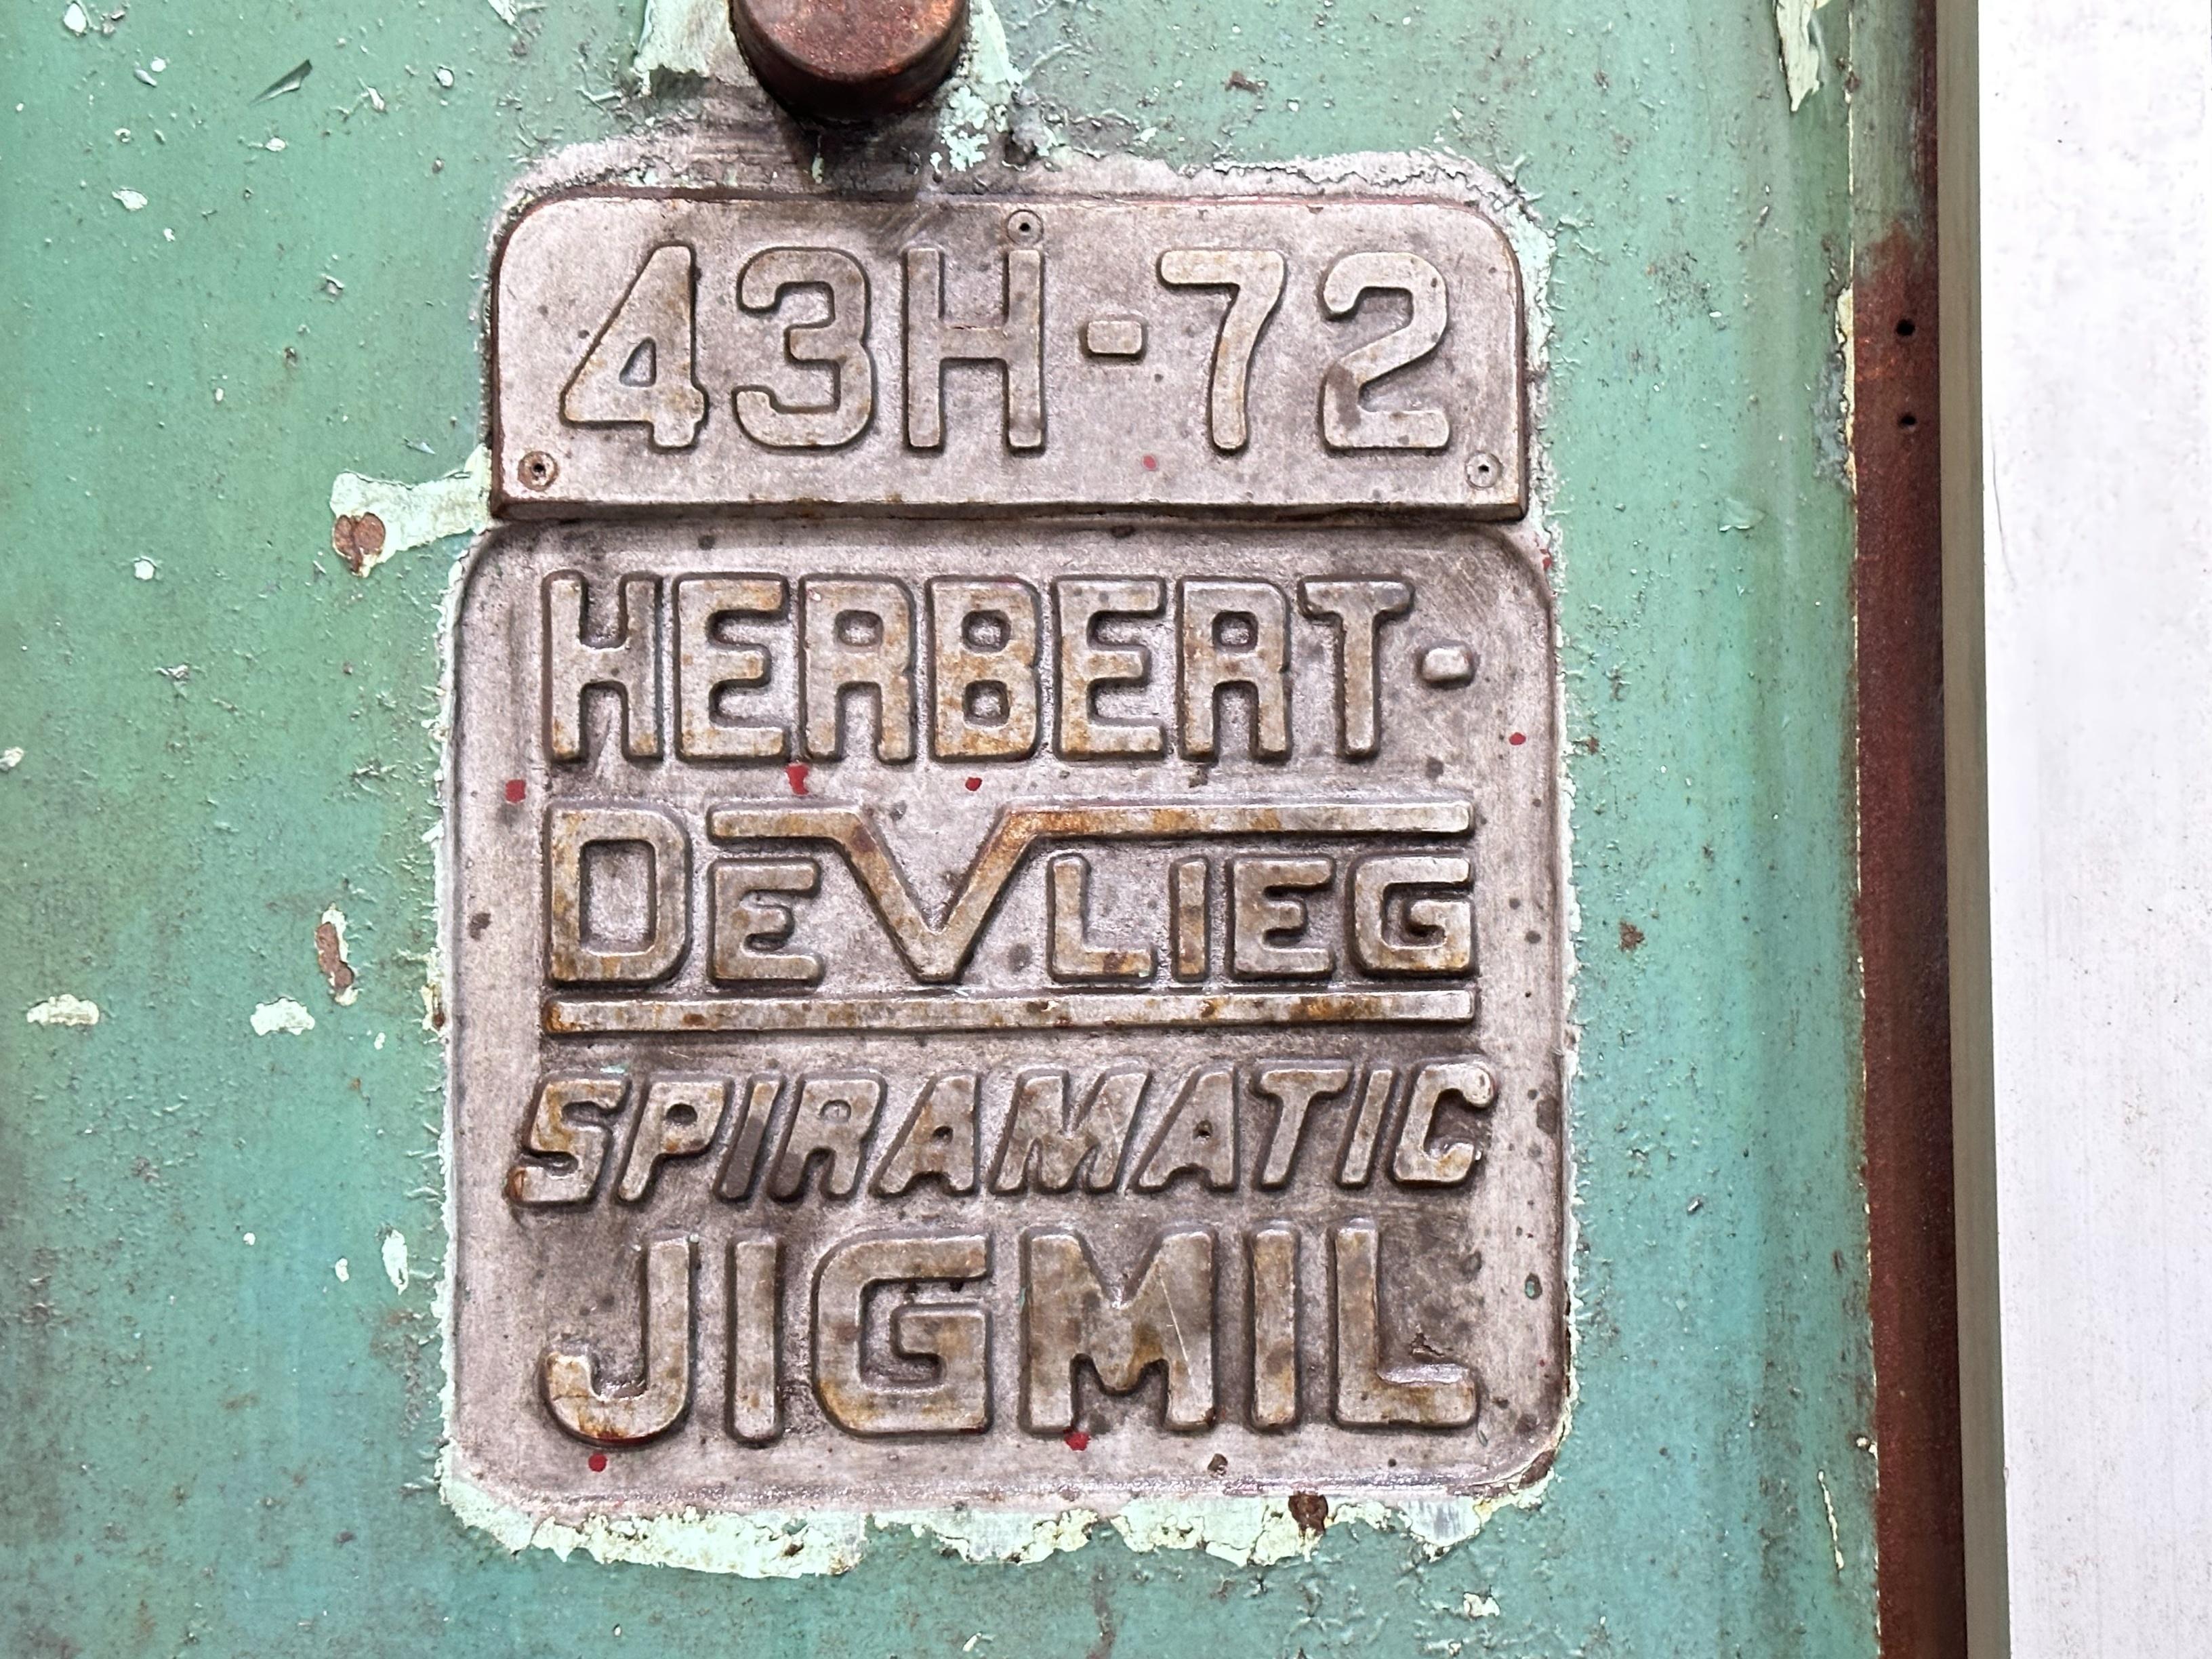 43H-72
HERBERT-
DEVLIEG
SPIRAMATIC
JIGMIL